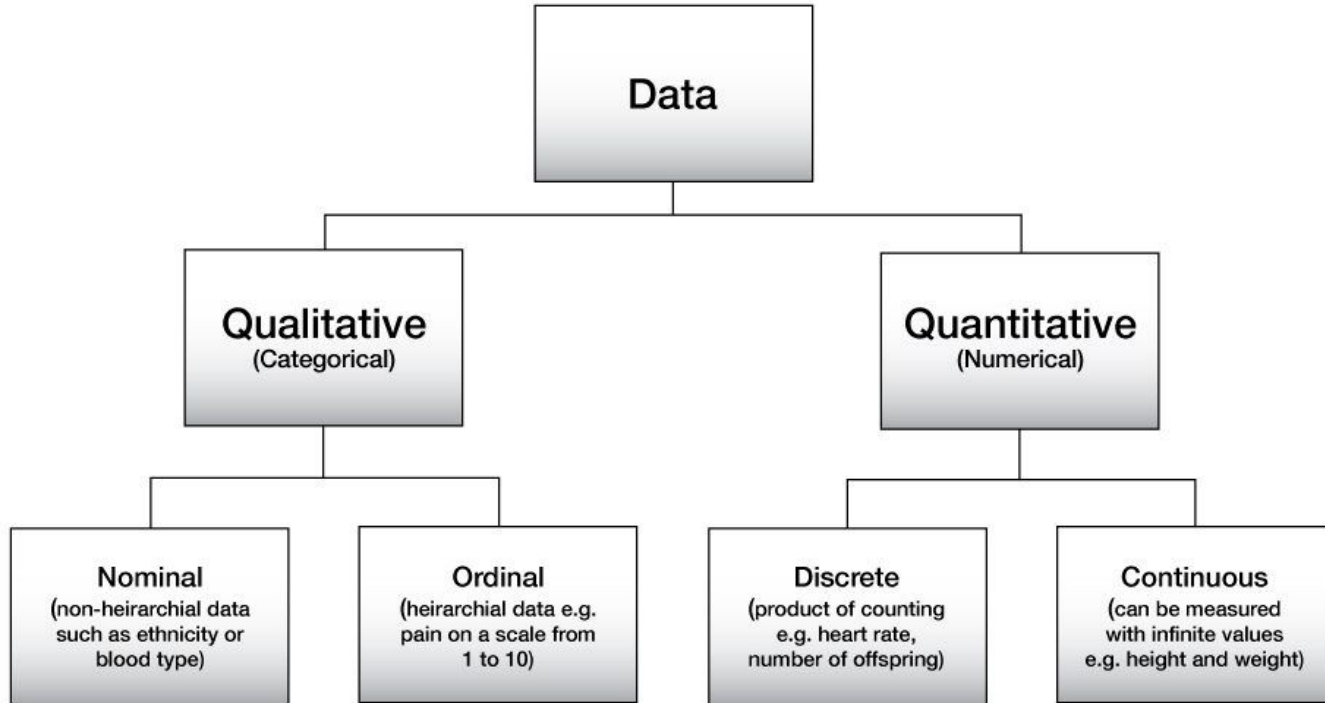 Data
Qualitative
(Categorical)
Quantitative
(Numerical)
Nominal
(non-heirarchial data
such as ethnicity or
blood type)
Ordinal
(heirarchial data e.g.
pain on a scale from
1 to 10)
Discrete
(product of counting
e.g. heart rate,
number of offspring)
Continuous
(can be measured
with infinite values
e.g. height and weight)